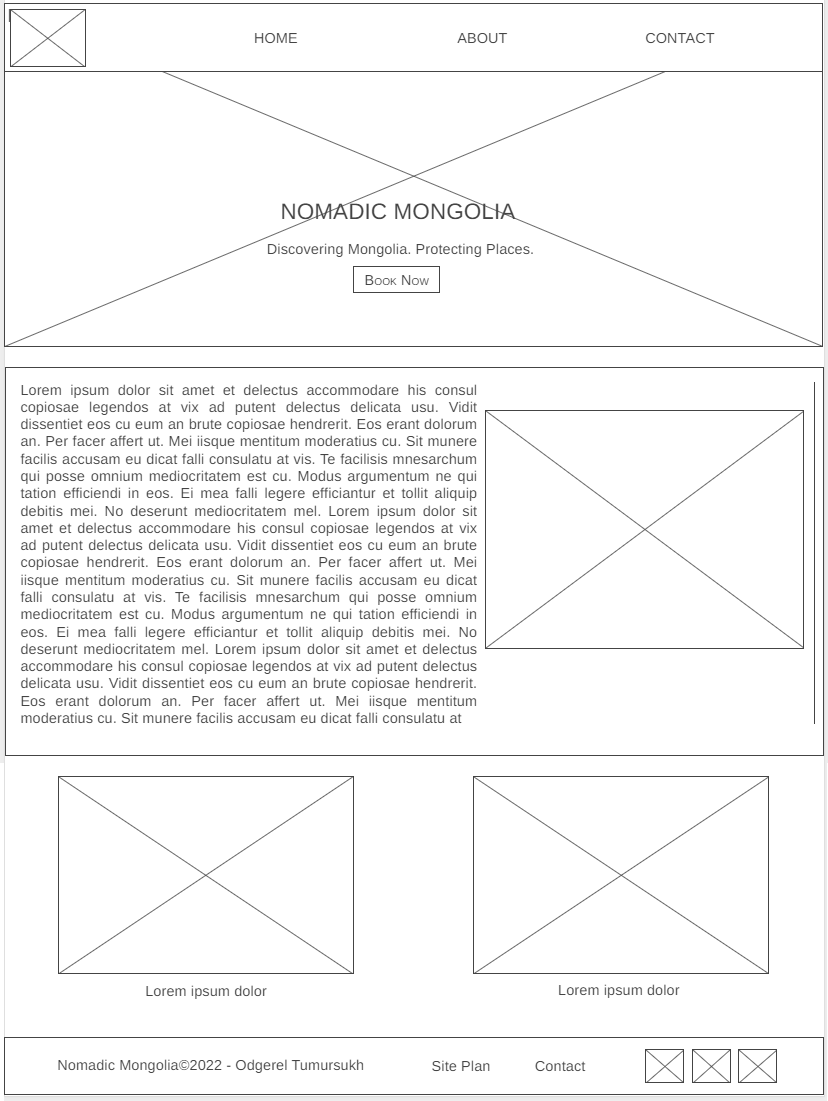 HOME ABOUT CONTACT
NOMADIC MONGOLIA
Discovering Mongolia. Protecting Places.
Book Now
Lorem ipsum dolor sit amet et delectus accommodare his consul
copiosae legendos at vix ad putent delectus delicata usu. Vidit
dissentiet eos cu eum an brute copiosae hendrerit. Eos erant dolorum
an. Per facer affert ut. Mei iisque mentitum moderatius cu. Sit munere
facilis accusam eu dicat falli consulatu at vis. Te facilisis mnesarchum
qui posse omnium mediocritatem est cu. Modus argumentum ne qui
tation efficiendi in eos. Ei mea falli legere efficiantur et tollit aliquip
debitis mei. No deserunt mediocritatem mel. Lorem ipsum dolor sit
amet et delectus accommodare his consul copiosae legendos at vix
ad putent delectus delicata usu. Vidit dissentiet eos cu eum an brute
copiosae hendrerit. Eos erant dolorum an. Per facer affert ut. Mei
iisque mentitum moderatius cu. Sit munere facilis accusam eu dicat
falli consulatu at vis. Te facilisis mnesarchum qui posse omnium
mediocritatem est cu. Modus argumentum ne qui tation efficiendi in
eos. Ei mea falli legere efficiantur et tollit aliquip debitis mei. No
deserunt mediocritatem mel. Lorem ipsum dolor sit amet et delectus
accommodare his consul copiosae legendos at vix ad putent delectus
delicata usu. Vidit dissentiet eos cu eum an brute copiosae hendrerit.
Eos erant dolorum an. Per facer affert ut. Mei iisque mentitum
moderatius cu. Sit munere facilis accusam eu dicat falli consulatu at
Lorem ipsum dolor
Lorem ipsum dolor
Nomadic Mongolia©2022 - Odgerel Tumursukh Site Plan Contact